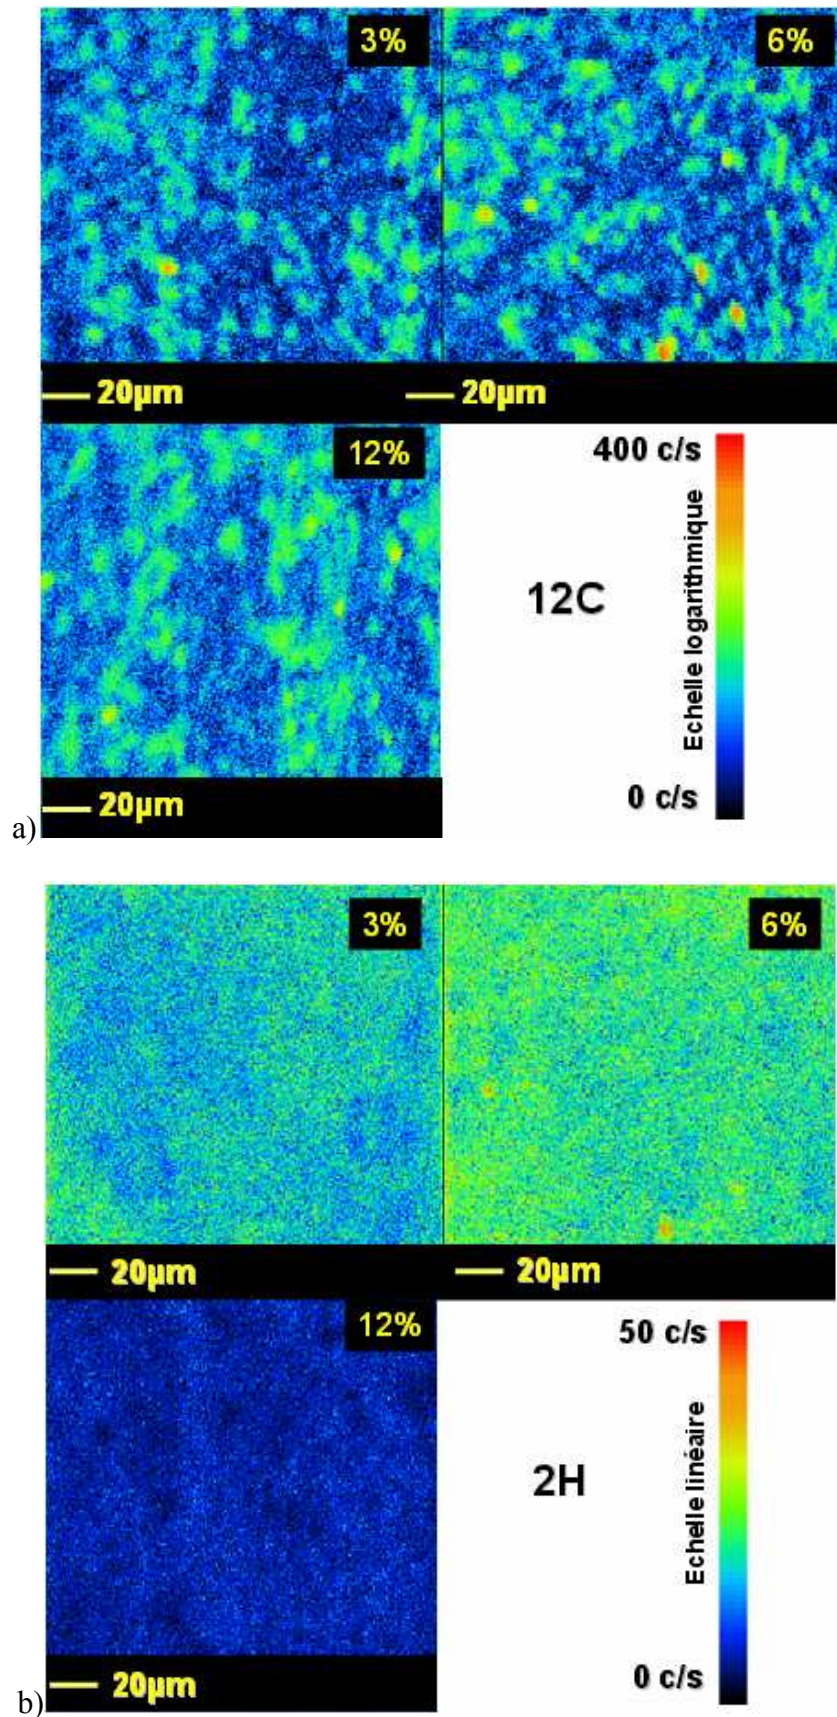 3%
6%
20µm
20µm
12%
400 c/s
Echelle logarithmique
12C
0 c/s
20µm
a)
3%
6%
20µm
20µm
12%
50 c/s
Echelle linéaire
2H
0 c/s
20µm
b)